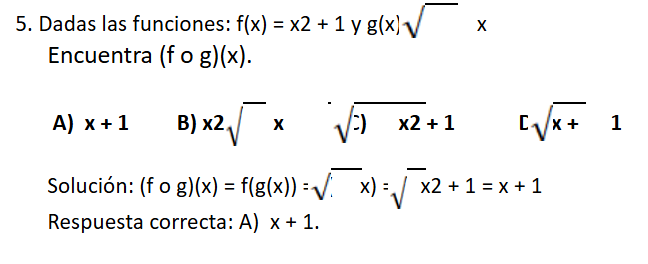 5. Dadas las funciones: f(x) = x2 + 1 y g(x)√ x
Encuentra (f o g)(x).
A) x + 1 B) x2√ x √C) x2 + 1 D√x + 1
Solución: (f o g)(x) = f(g(x)) =√ x) =√ x2 + 1 = x + 1
Respuesta correcta: A) x + 1.